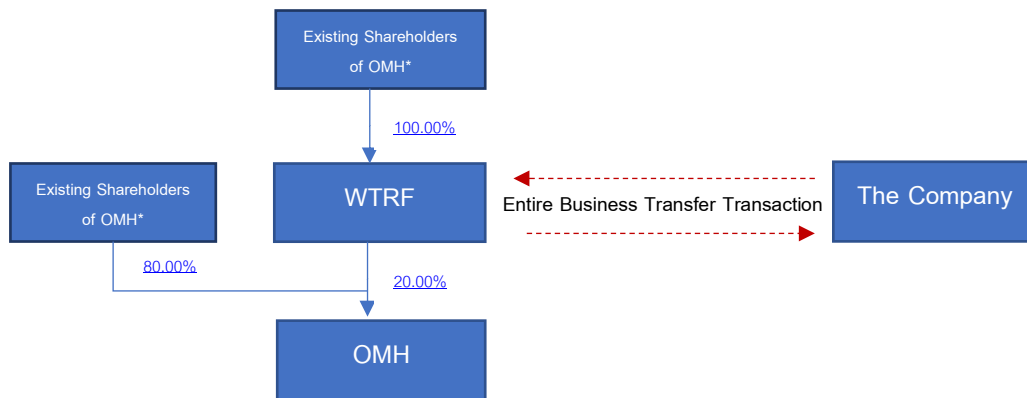 Existing Shareholders
of OMH*
100.00%
Existing Shareholders
of OMH*
WTRF
Entire Business Transfer Transaction
The Company
80.00%
20.00%
OMH